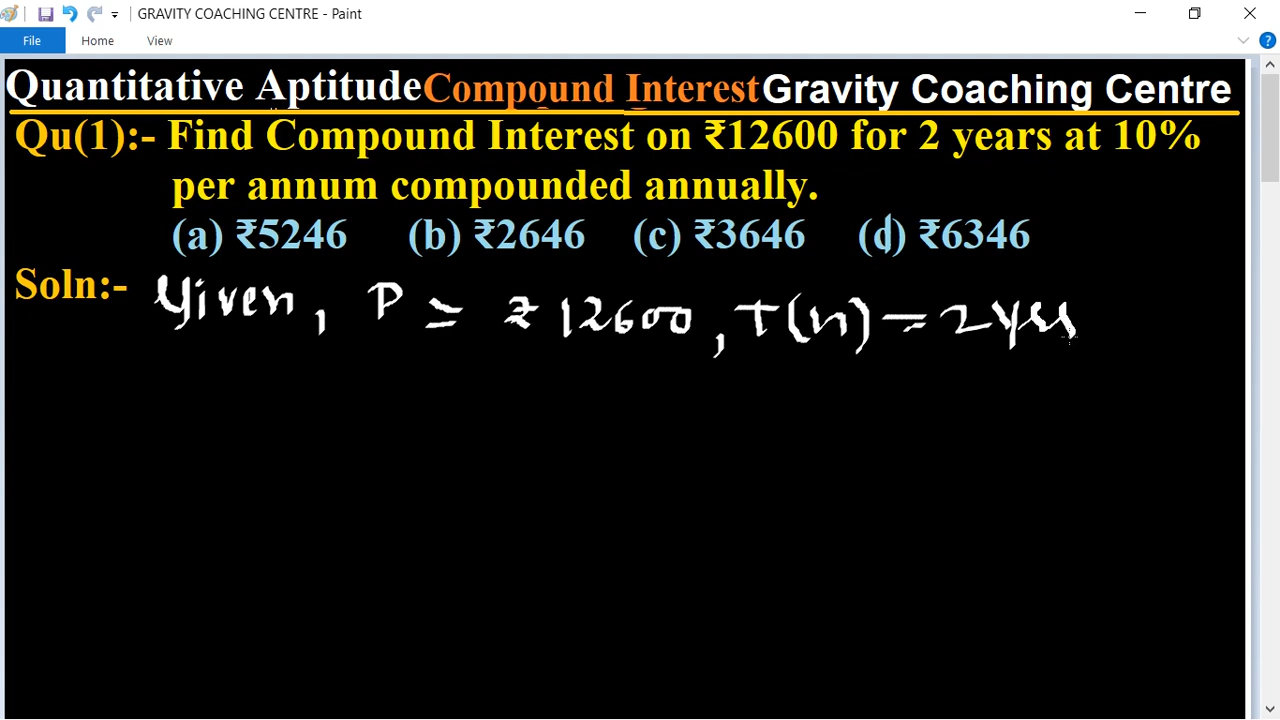 GRAVITY COACHING CENTRE - Paint
File Home View
Quantitative Aptitude Compound Interest Gravity Coaching Centre
Qu(1):- Find Compound Interest on ₹12600 for 2 years at 10%
per annum compounded annually.
(a) ₹5246 (b) ₹2646 (c) ₹3646 (d) ₹6346
Soln:- Given, P = ₹12600, T(n) = 2